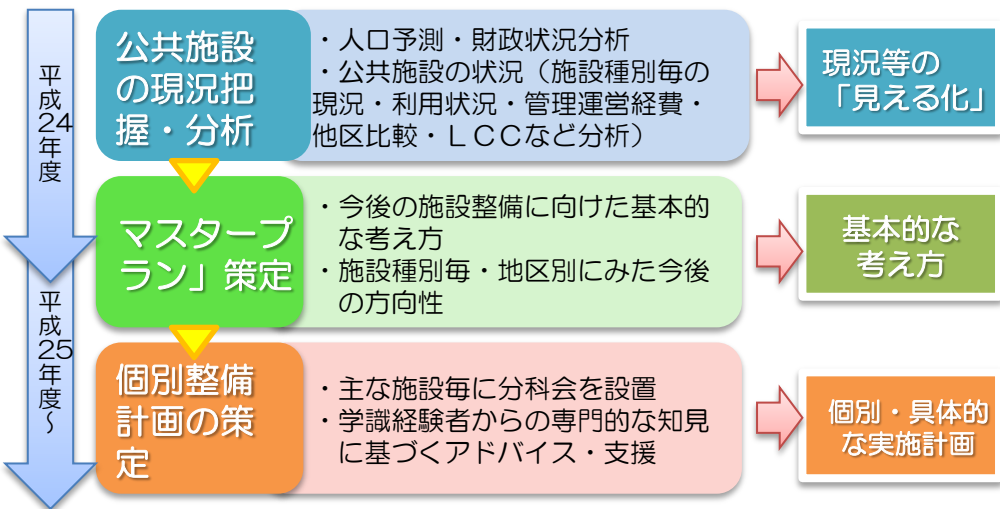 平成24年度
公共施設
の現況把
握・分析
・人口予測・財政状況分析
・公共施設の状況（施設種別毎の
現況・利用状況・管理運営経費・
他区比較・ＬＣＣなど分析）
現況等の
「見える化」
マスタープ
ラン」策定
・今後の施設整備に向けた基本的
な考え方
・施設種別毎・地区別にみた今後
の方向性
基本的な
考え方
平成25年度～
個別整備
計画の策
定
・主な施設毎に分科会を設置
・学識経験者からの専門的な知見
に基づくアドバイス・支援
個別・具体的
な実施計画